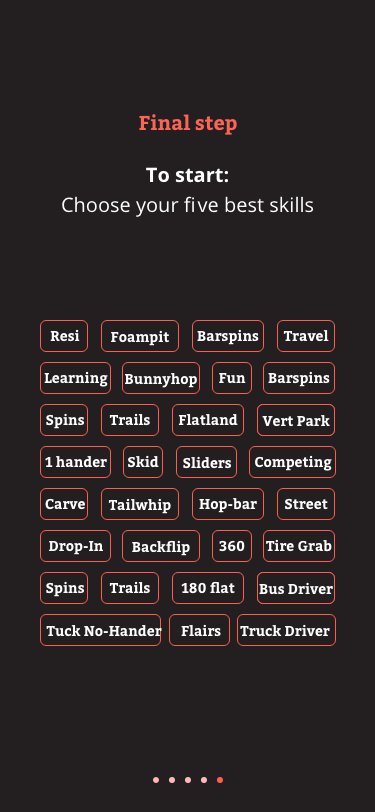 Final step
To start:
Choose your five best skills
Resi Foampit Barspins Travel
Learning Bunnyhop Fun Barspins
Spins Trails Flatland Vert Park
1 hander Skid Sliders Competing
Carve Tailwhip Hop-bar Street
Drop-In Backflip 360 Tire Grab
Spins Trails 180 flat Bus Driver
Tuck No-Hander Flairs Truck Driver